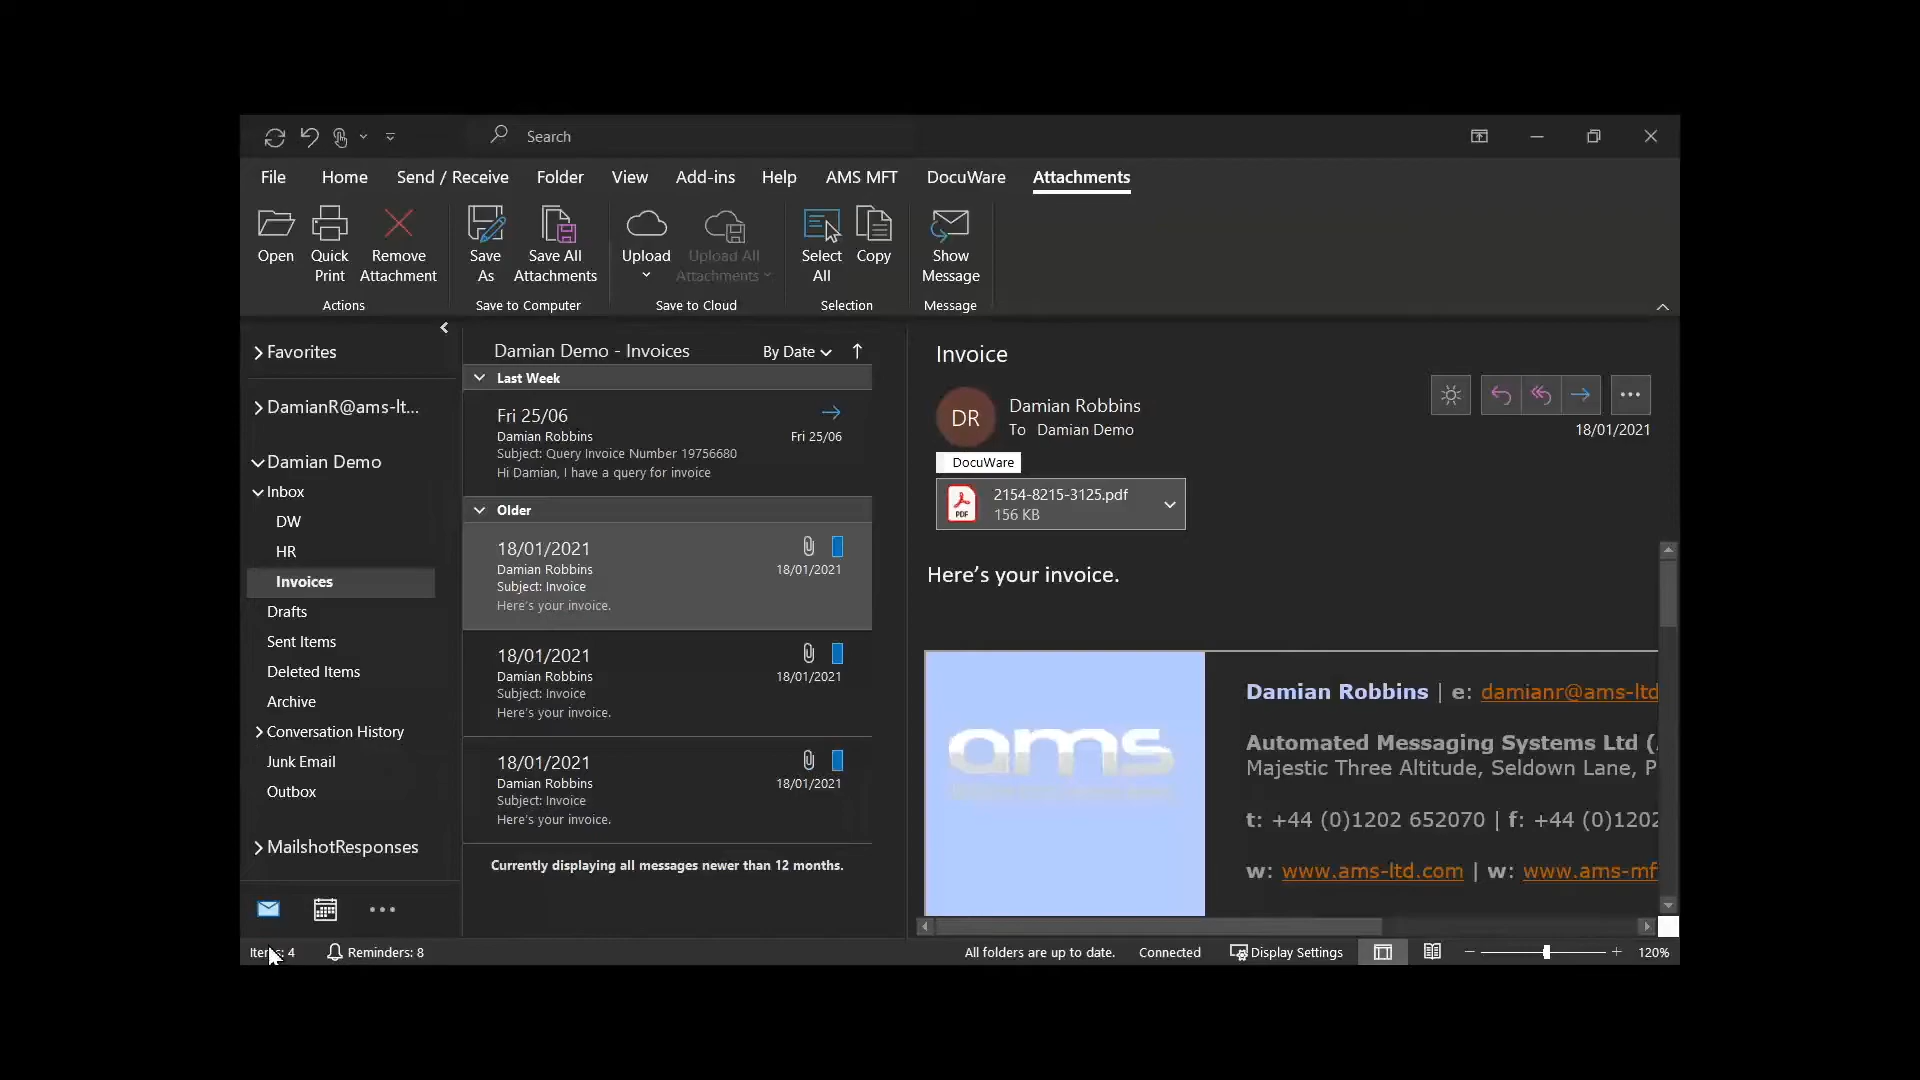 Search
File Home Send / Receive Folder View Add-ins Help AMS MFT DocuWare Attachments
Open
Quick Print
Remove Attachment
Save As
Save All Attachments
Upload
Upload All Attachments
Select All
Copy
Show Message
Actions Save to Computer Save to Cloud Selection Message
Favorites
DamianR@ams-lt...
Damian Demo
Inbox
DW
HR
Invoices
Drafts
Sent Items
Deleted Items
Archive
Conversation History
Junk Email
Outbox
MailshotResponses
Damian Demo - Invoices By Date
Last Week
Fri 25/06
Damian Robbins Fri 25/06
Subject: Query Invoice Number 19756680
Hi Damian, I have a query for invoice
Older
18/01/2021
Damian Robbins 18/01/2021
Subject: Invoice
Here's your invoice.
18/01/2021
Damian Robbins 18/01/2021
Subject: Invoice
Here's your invoice.
18/01/2021
Damian Robbins 18/01/2021
Subject: Invoice
Here's your invoice.
Currently displaying all messages newer than 12 months.
Invoice
DR
Damian Robbins
To Damian Demo
18/01/2021
DocuWare
PDF
2154-8215-3125.pdf
156 KB
Here's your invoice.
ams
Damian Robbins | e: damianr@ams-ltd
Automated Messaging Systems Ltd (
Majestic Three Altitude, Seldown Lane, P
t: +44 (0)1202 652070 | f: +44 (0)1202
w: www.ams-ltd.com | w: www.ams-mf
Items: 4 Reminders: 8 All folders are up to date. Connected Display Settings 120%